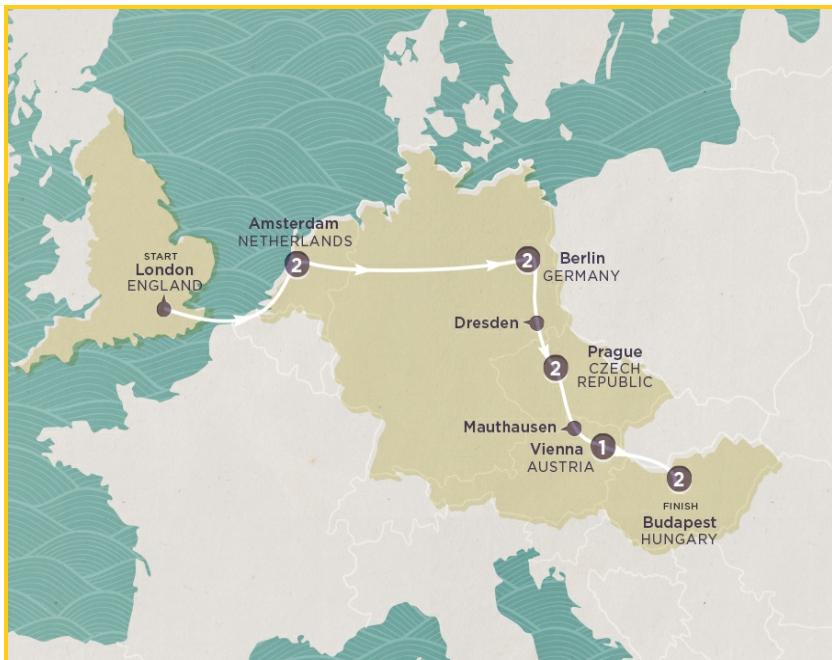 Amsterdam
NETHERLANDS
2
START
London
ENGLAND
2
Berlin
GERMANY
Dresden
Prague
CZECH
REPUBLIC
2
Mauthausen
Vienna
AUSTRIA
1
2
FINISH
Budapest
HUNGARY